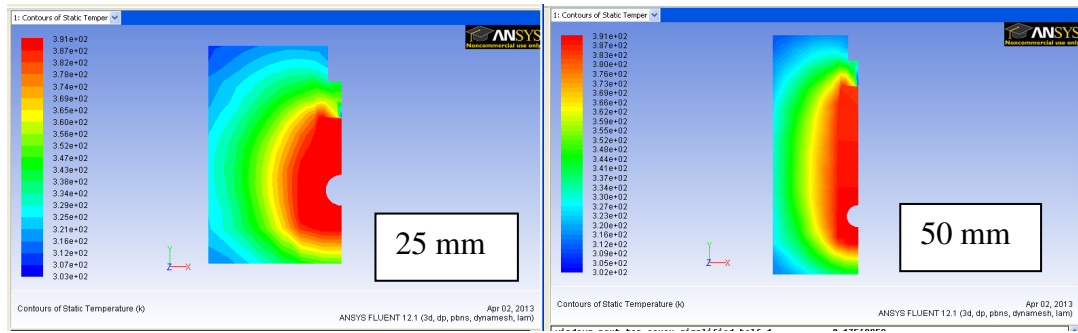 1: Contours of Static Temper
ANSYS
Noncommercial use only
3.91e+02
3.87e+02
3.82e+02
3.78e+02
3.74e+02
3.69e+02
3.65e+02
3.60e+02
3.56e+02
3.52e+02
3.47e+02
3.43e+02
3.38e+02
3.34e+02
3.29e+02
3.25e+02
3.21e+02
3.16e+02
3.12e+02
3.07e+02
3.03e+02
Y
Z
X
25 mm
Contours of Static Temperature (k)
Apr 02, 2013
ANSYS FLUENT 12.1 (3d, dp, pbns, dynamesh, lam)
1: Contours of Static Temper
ANSYS
Noncommercial use only
3.91e+02
3.87e+02
3.83e+02
3.80e+02
3.76e+02
3.73e+02
3.69e+02
3.66e+02
3.62e+02
3.59e+02
3.55e+02
3.52e+02
3.48e+02
3.44e+02
3.41e+02
3.37e+02
3.34e+02
3.30e+02
3.27e+02
3.23e+02
3.20e+02
3.16e+02
3.12e+02
3.09e+02
3.05e+02
3.02e+02
Y
Z
X
50 mm
Contours of Static Temperature (k)
Apr 02, 2013
ANSYS FLUENT 12.1 (3d, dp, pbns, dynamesh, lam)